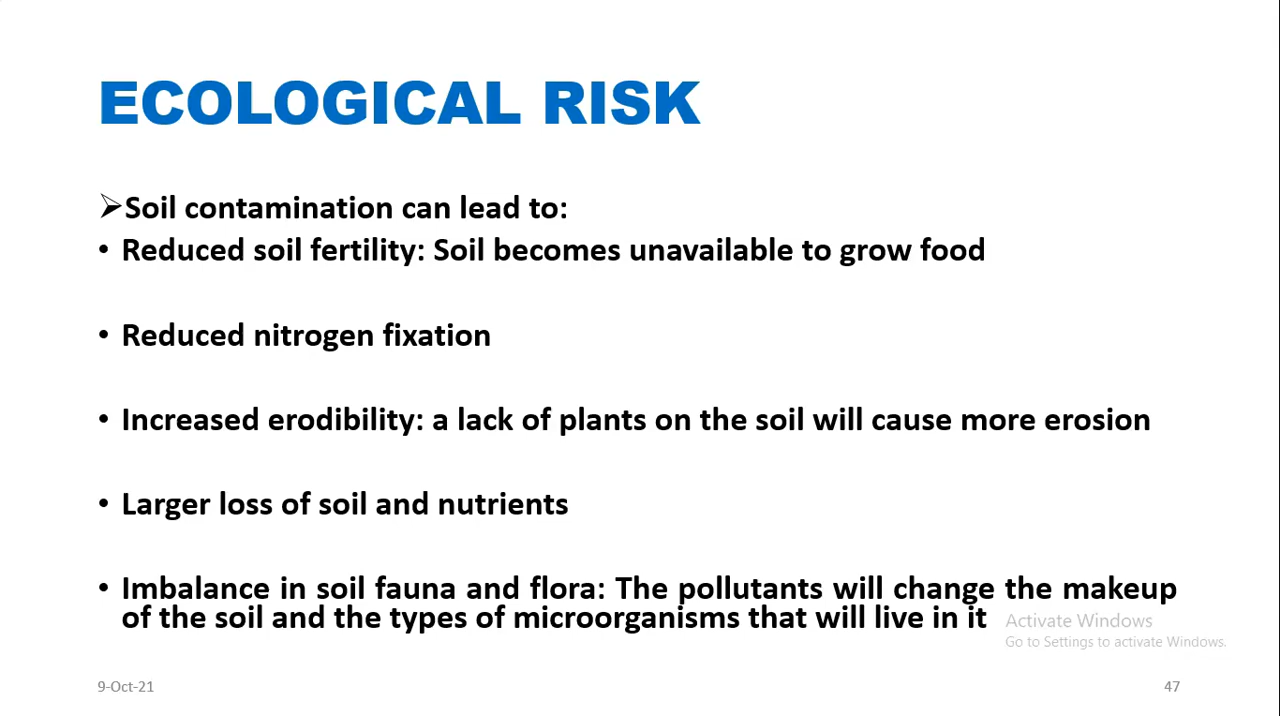 ECOLOGICAL RISK
➢Soil contamination can lead to:
• Reduced soil fertility: Soil becomes unavailable to grow food
• Reduced nitrogen fixation
• Increased erodibility: a lack of plants on the soil will cause more erosion
• Larger loss of soil and nutrients
• Imbalance in soil fauna and flora: The pollutants will change the makeup
of the soil and the types of microorganisms that will live in it
Activate Windows
Go to Settings to activate Windows.
9-Oct-21
47